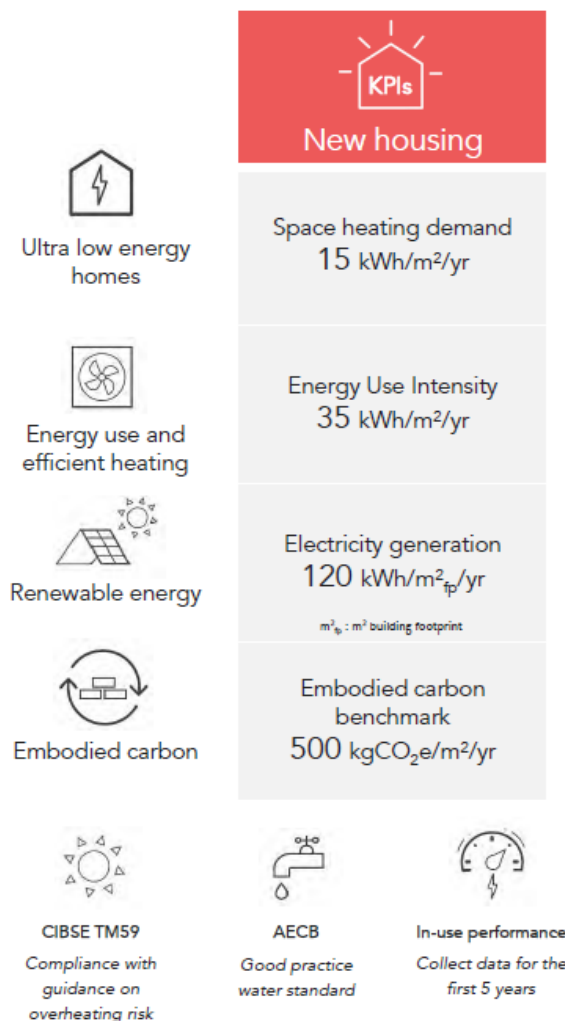 KPIs
New housing
Ultra low energy
homes
Space heating demand
15 kWh/m²/yr
Energy use and
efficient heating
Energy Use Intensity
35 kWh/m²/yr
Renewable energy
Electricity generation
120 kWh/m²fp/yr
m²fp : m² building footprint
Embodied carbon
Embodied carbon
benchmark
500 kgCO₂e/m²/yr
CIBSE TM59
Compliance with
guidance on
overheating risk
AECB
Good practice
water standard
In-use performance
Collect data for the
first 5 years